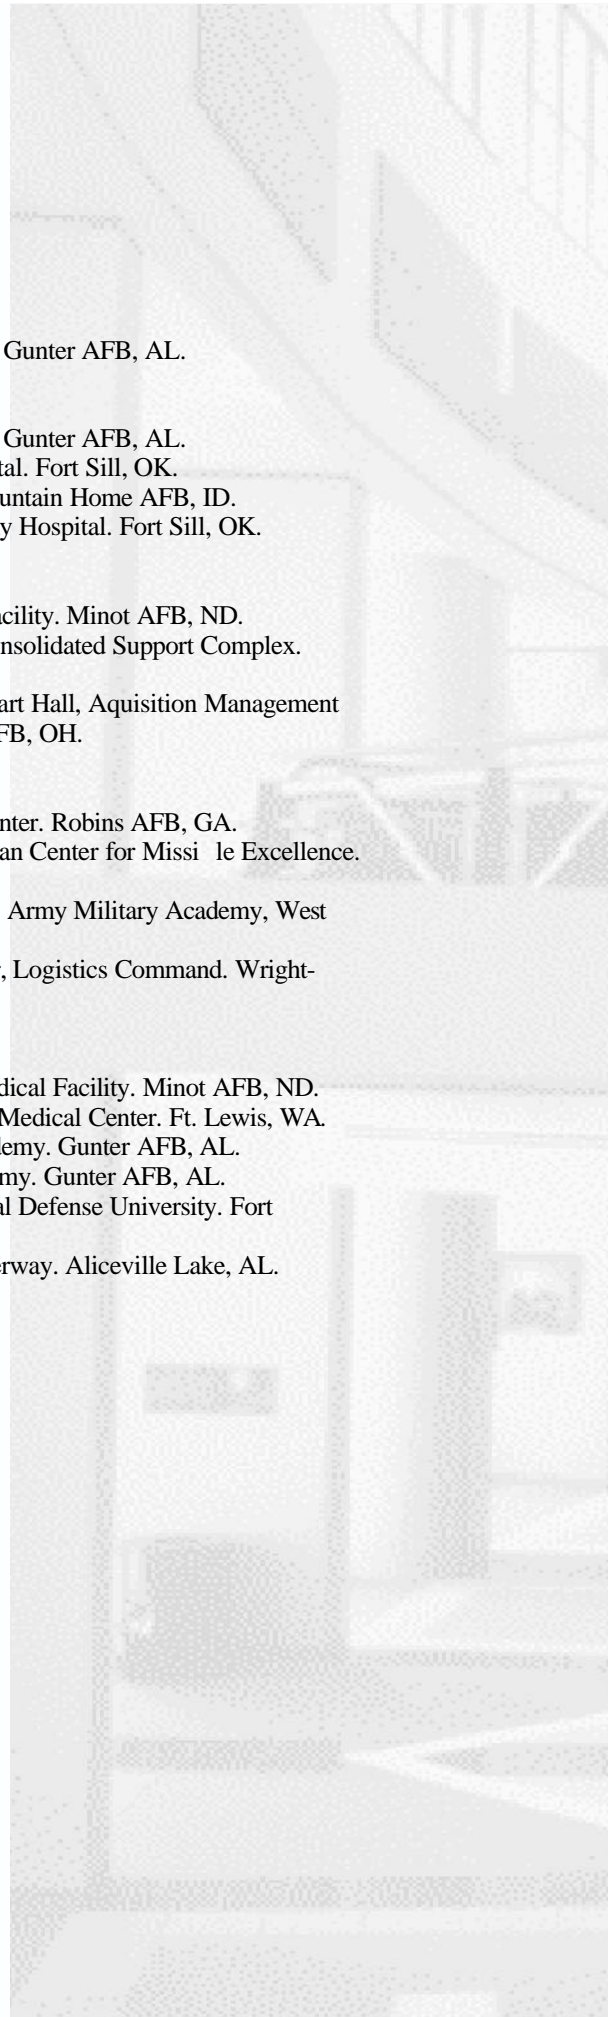 Gunter AFB, AL.
Gunter AFB, AL.
tal. Fort Sill, OK.
untain Home AFB, ID.
y Hospital. Fort Sill, OK.
acility. Minot AFB, ND.
nsolidated Support Complex.
art Hall, Aquisition Management
FB, OH.
nter. Robins AFB, GA.
an Center for Missi le Excellence.
Army Military Academy, West
, Logistics Command. Wright-
dical Facility. Minot AFB, ND.
Medical Center. Ft. Lewis, WA.
demy. Gunter AFB, AL.
my. Gunter AFB, AL.
al Defense University. Fort
erway. Aliceville Lake, AL.